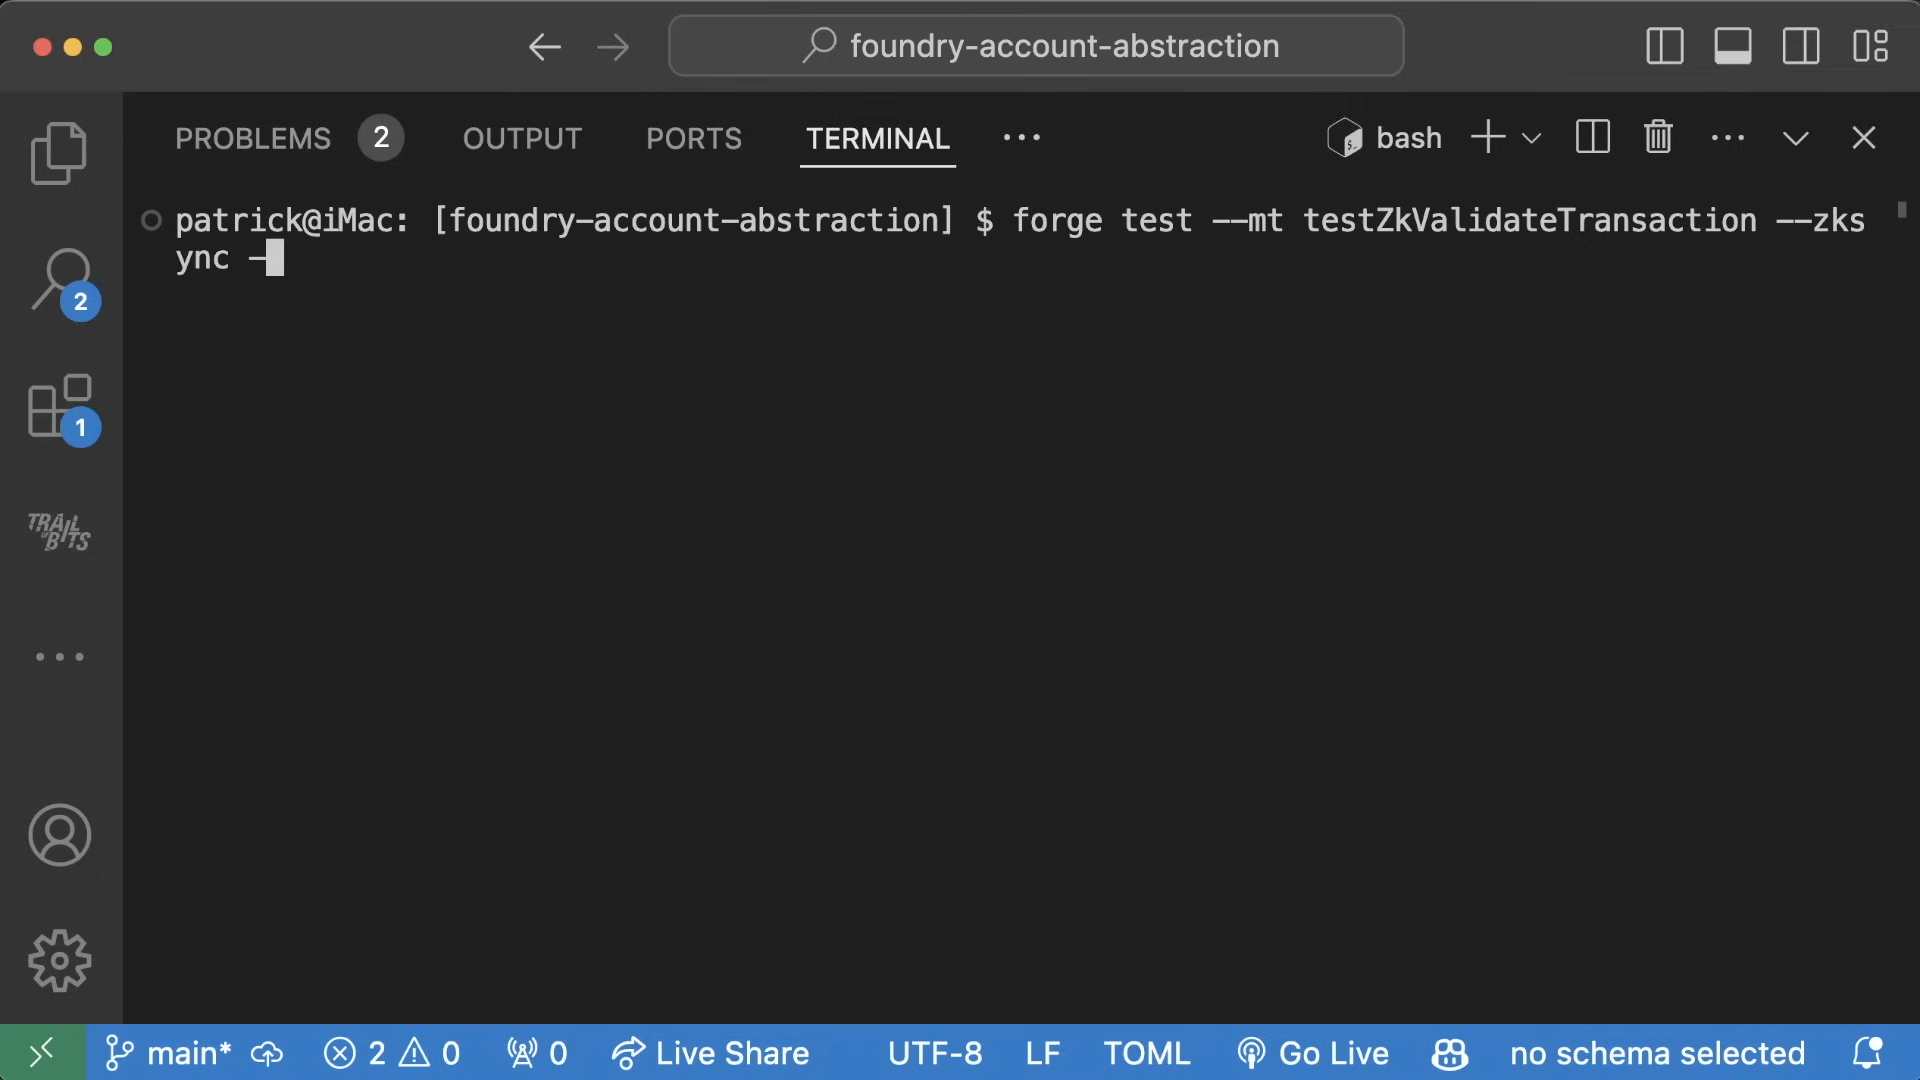 foundry-account-abstraction
PROBLEMS 2 OUTPUT PORTS TERMINAL bash
patrick@iMac: [foundry-account-abstraction] $ forge test --mt testZkValidateTransaction --zks
ync -
2
1
TRAIL
OF
BITS
main* 2 0 0 Live Share UTF-8 LF TOML Go Live no schema selected